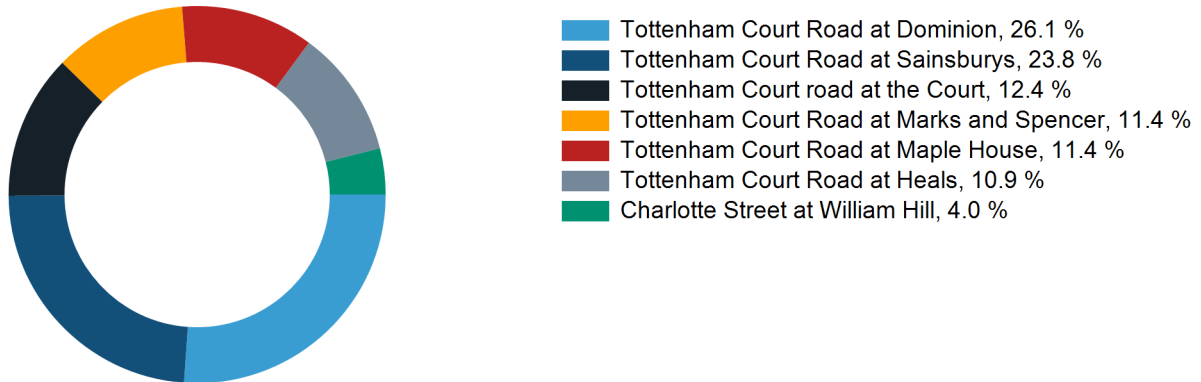 Tottenham Court Road at Dominion, 26.1 %
Tottenham Court Road at Sainsburys, 23.8 %
Tottenham Court road at the Court, 12.4 %
Tottenham Court Road at Marks and Spencer, 11.4 %
Tottenham Court Road at Maple House, 11.4 %
Tottenham Court Road at Heals, 10.9 %
Charlotte Street at William Hill, 4.0 %